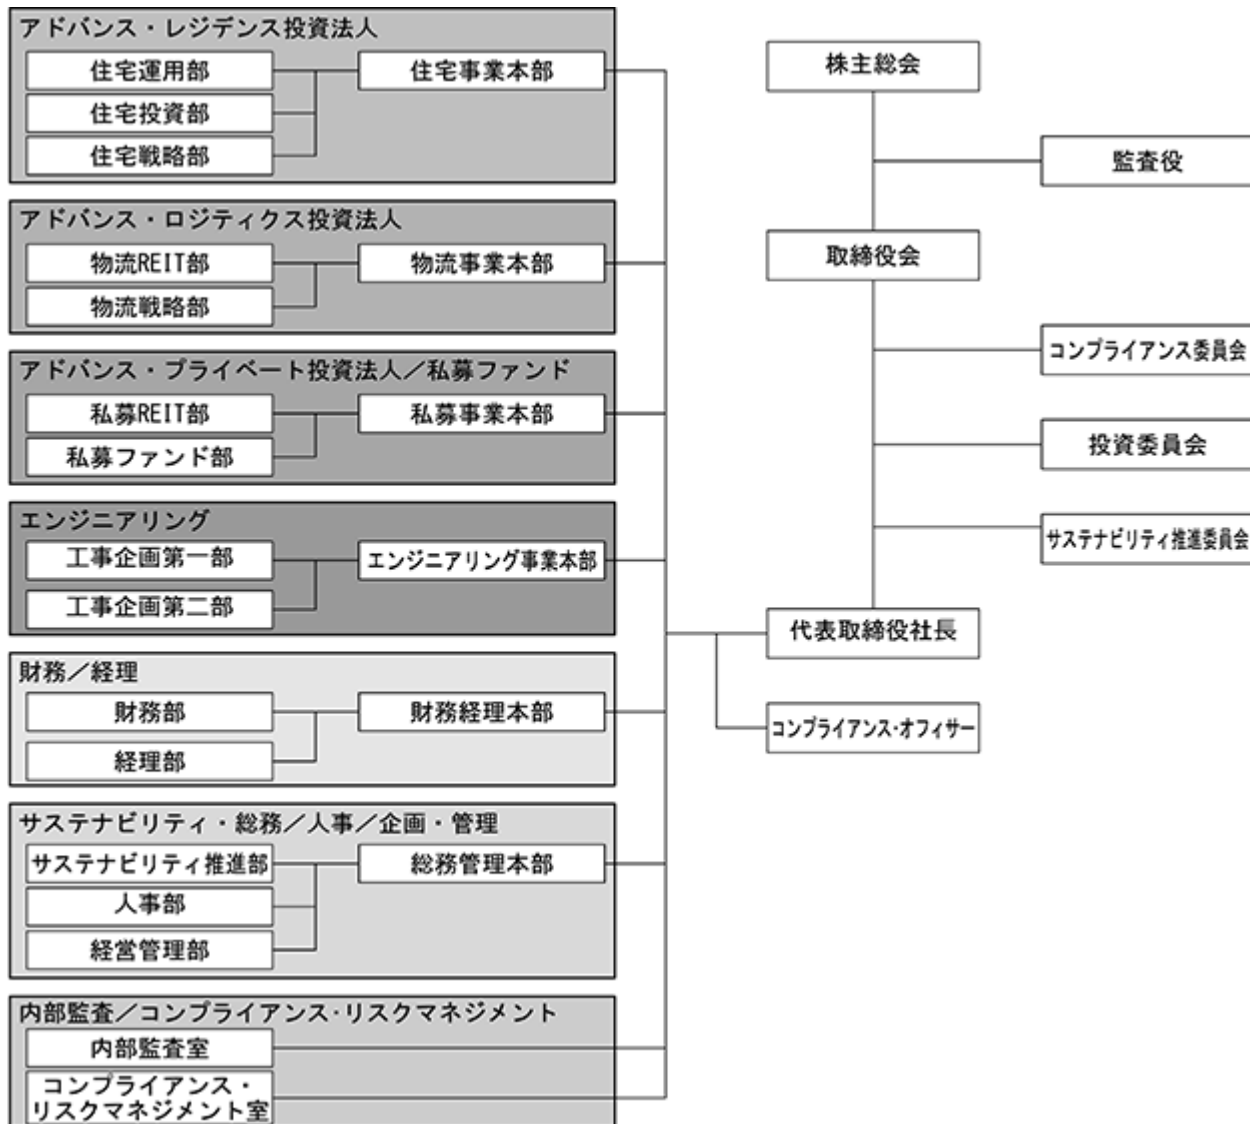 アドバンス・レジデンス投資法人
住宅運用部
住宅事業本部
住宅投資部
住宅戦略部
アドバンス・ロジティクス投資法人
物流REIT部
物流事業本部
物流戦略部
アドバンス・プライベート投資法人／私募ファンド
私募REIT部
私募事業本部
私募ファンド部
エンジニアリング
工事企画第一部
エンジニアリング事業本部
工事企画第二部
財務／経理
財務部
財務経理本部
経理部
サステナビリティ・総務／人事／企画・管理
サステナビリティ推進部
総務管理本部
人事部
経営管理部
内部監査／コンプライアンス・リスクマネジメント
内部監査室
コンプライアンス・
リスクマネジメント室
株主総会
監査役
取締役会
コンプライアンス委員会
投資委員会
サステナビリティ推進委員会
代表取締役社長
コンプライアンス・オフィサー